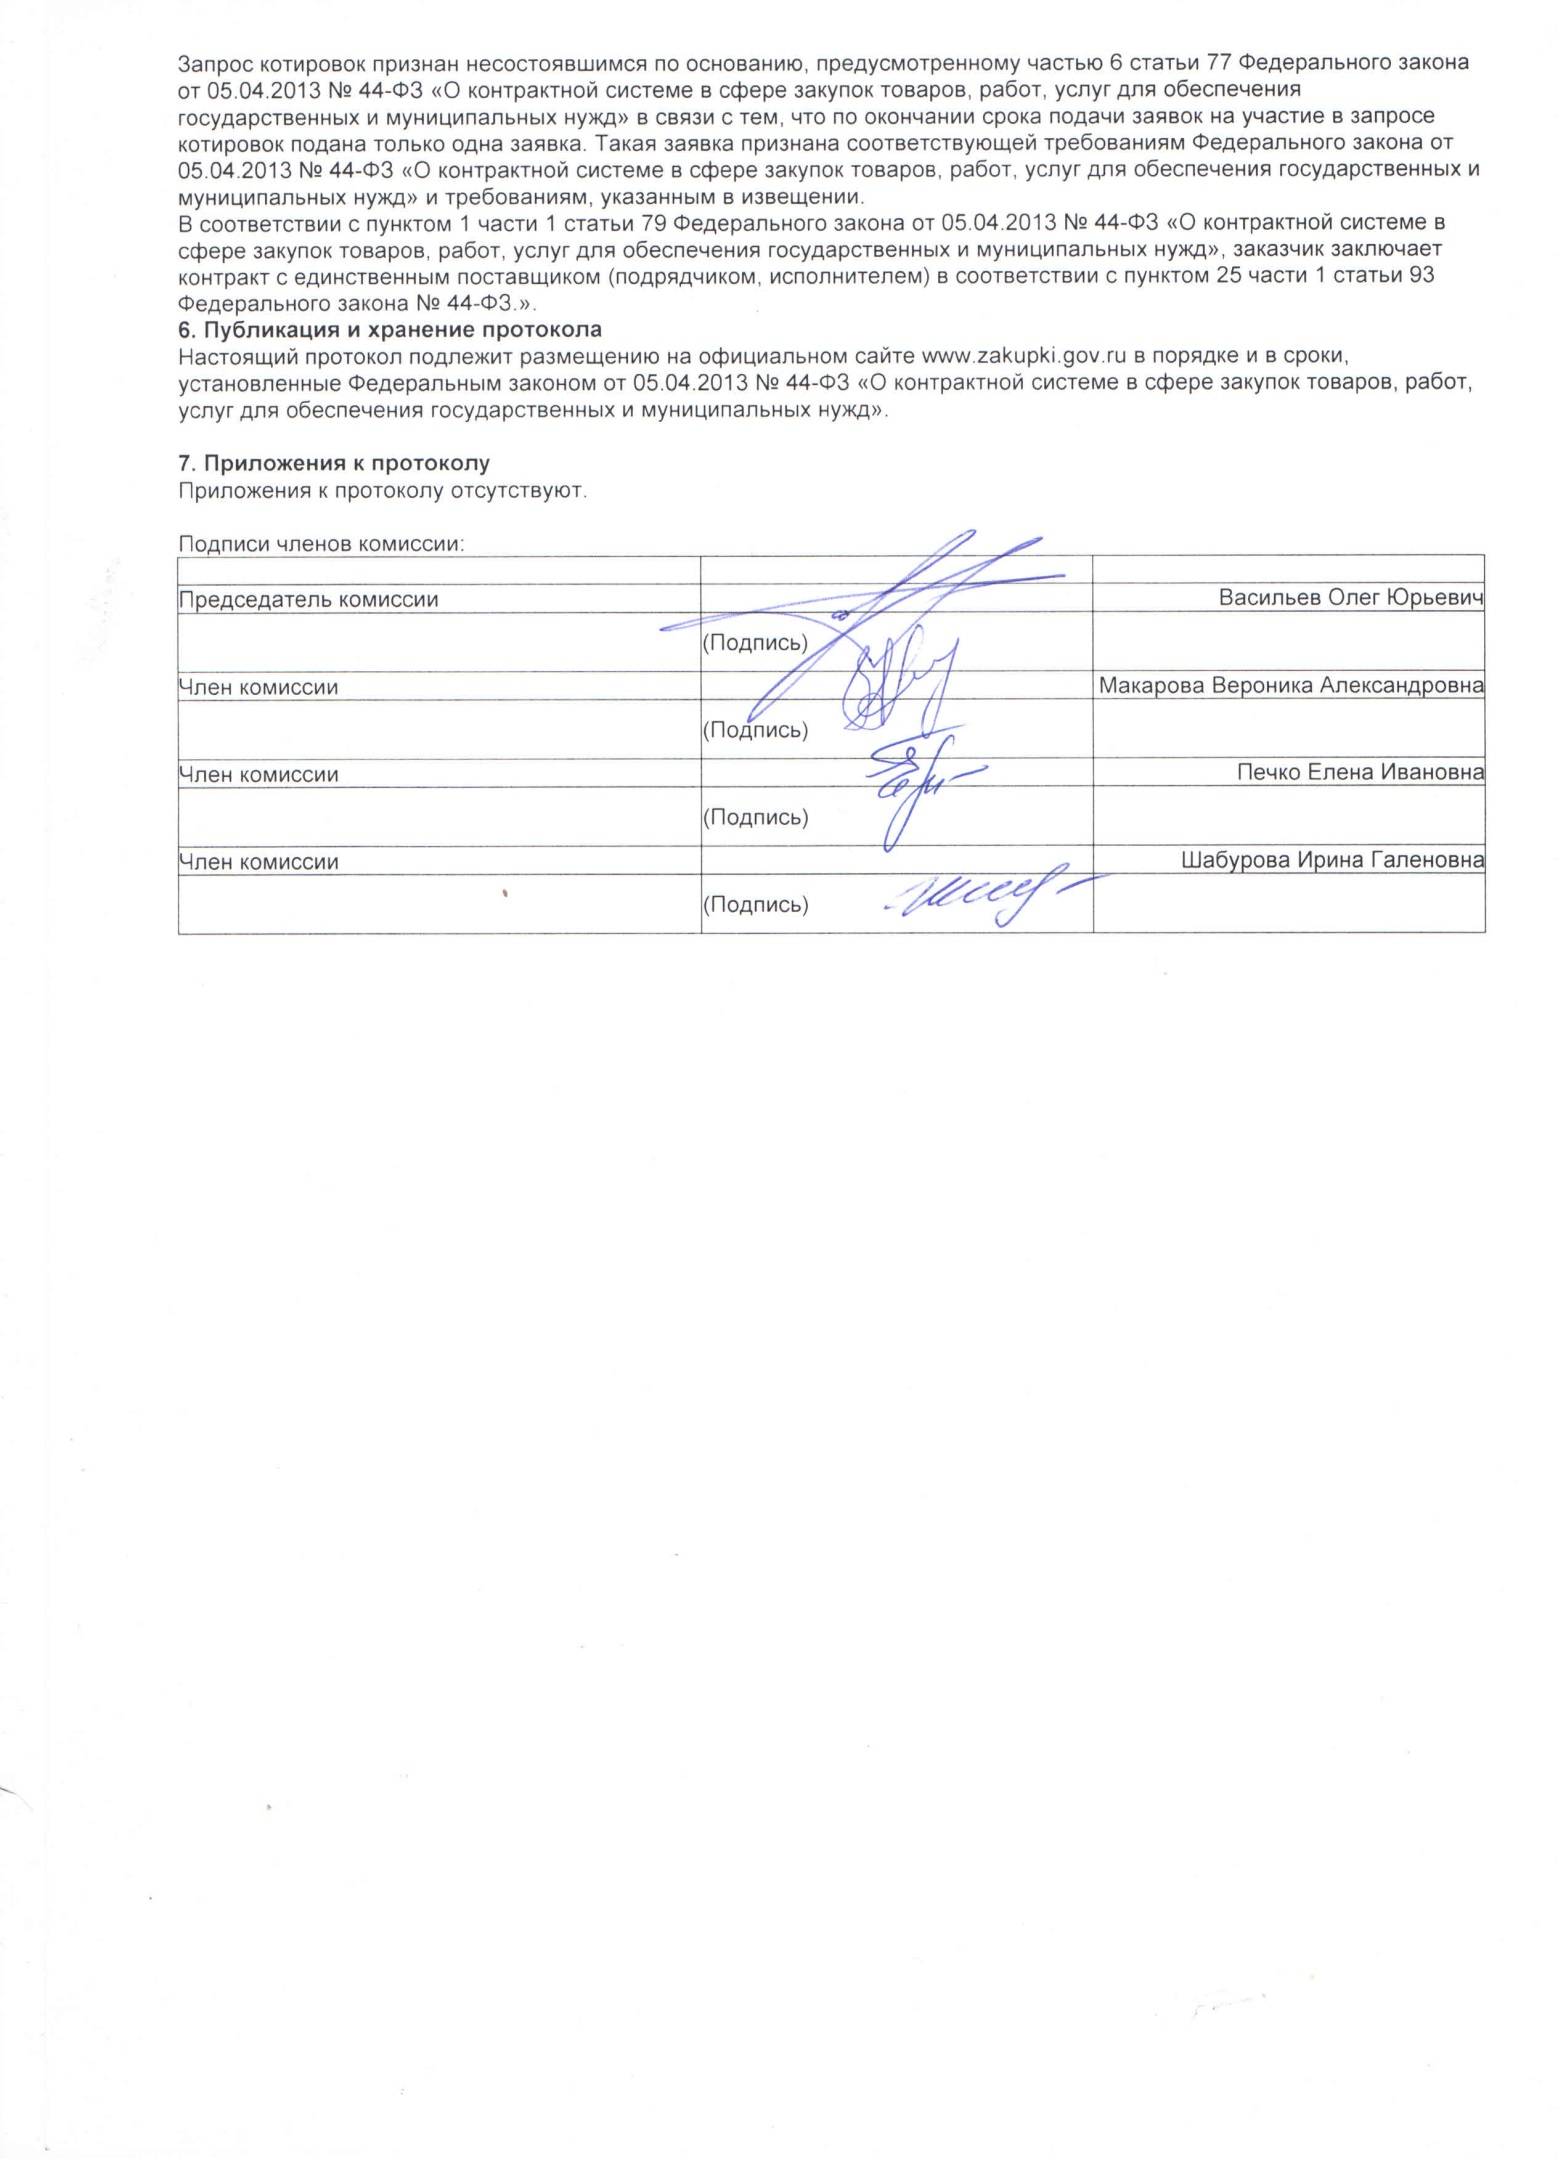 Запрос котировок признан несостоявшимся по основанию, предусмотренному частью 6 статьи 77 Федерального закона
от 05.04.2013 № 44-ФЗ «О контрактной системе в сфере закупок товаров, работ, услуг для обеспечения
государственных и муниципальных нужд» в связи с тем, что по окончании срока подачи заявок на участие в запросе
котировок подана только одна заявка. Такая заявка признана соответствующей требованиям Федерального закона от
05.04.2013 № 44-ФЗ «О контрактной системе в сфере закупок товаров, работ, услуг для обеспечения государственных и
муниципальных нужд» и требованиям, указанным в извещении.
В соответствии с пунктом 1 части 1 статьи 79 Федерального закона от 05.04.2013 № 44-ФЗ «О контрактной системе в
сфере закупок товаров, работ, услуг для обеспечения государственных и муниципальных нужд», заказчик заключает
контракт с единственным поставщиком (подрядчиком, исполнителем) в соответствии с пунктом 25 части 1 статьи 93
Федерального закона № 44-ФЗ.».
6. Публикация и хранение протокола
Настоящий протокол подлежит размещению на официальном сайте www.zakupki.gov.ru в порядке и в сроки,
установленные Федеральным законом от 05.04.2013 № 44-ФЗ «О контрактной системе в сфере закупок товаров, работ,
услуг для обеспечения государственных и муниципальных нужд».
7. Приложения к протоколу
Приложения к протоколу отсутствуют.
Подписи членов комиссии:
Председатель комиссии Васильев Олег Юрьевич
(Подпись)
Член комиссии Макарова Вероника Александровна
(Подпись)
Член комиссии Печко Елена Ивановна
(Подпись)
Член комиссии Шабурова Ирина Галеновна
(Подпись)